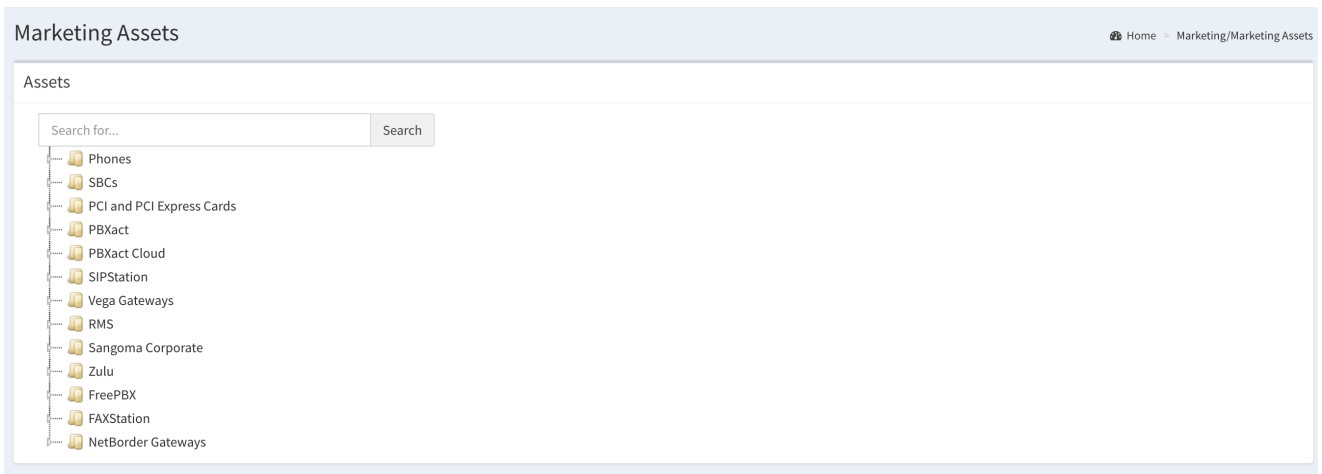 Marketing Assets
Home > Marketing/Marketing Assets
Assets
Search for... Search
Phones
SBCs
PCI and PCI Express Cards
PBXact
PBXact Cloud
SIPStation
Vega Gateways
RMS
Sangoma Corporate
Zulu
FreePBX
FAXStation
NetBorder Gateways